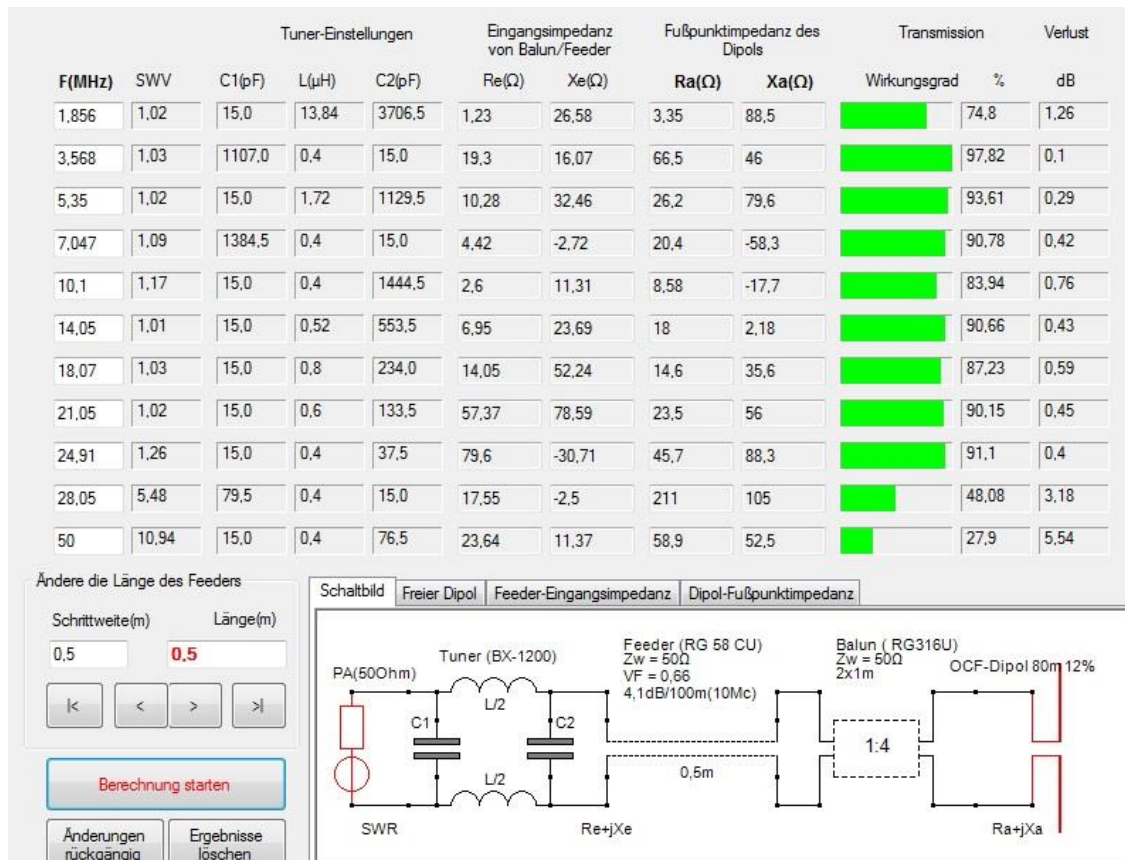 Tuner-Einstellungen Eingangsimpedanz von Balun/Feeder Fußpunktimpedanz des Dipols Transmission Verlust
F(MHz) SWV C1(pF) L(µH) C2(pF) Re(Ω) Xe(Ω) Ra(Ω) Xa(Ω) Wirkungsgrad % dB
1,856 1,02 15,0 13,84 3706,5 1,23 26,58 3,35 88,5 74,8 1,26
3,568 1,03 1107,0 0,4 15,0 19,3 16,07 66,5 46 97,82 0,1
5,35 1,02 15,0 1,72 1129,5 10,28 32,46 26,2 79,6 93,61 0,29
7,047 1,09 1384,5 0,4 15,0 4,42 -2,72 20,4 -58,3 90,78 0,42
10,1 1,17 15,0 0,4 1444,5 2,6 11,31 8,58 -17,7 83,94 0,76
14,05 1,01 15,0 0,52 553,5 6,95 23,69 18 2,18 90,66 0,43
18,07 1,03 15,0 0,8 234,0 14,05 52,24 14,6 35,6 87,23 0,59
21,05 1,02 15,0 0,6 133,5 57,37 78,59 23,5 56 90,15 0,45
24,91 1,26 15,0 0,4 37,5 79,6 -30,71 45,7 88,3 91,1 0,4
28,05 5,48 79,5 0,4 15,0 17,55 -2,5 211 105 48,08 3,18
50 10,94 15,0 0,4 76,5 23,64 11,37 58,9 52,5 27,9 5,54
Ändere die Länge des Feeders
Schrittweite(m) Länge(m)
0,5 0,5
|< < > >|
Berechnung starten
Änderungen rückgängig
Ergebnisse löschen
Schaltbild Freier Dipol Feeder-Eingangsimpedanz Dipol-Fußpunktimpedanz
PA(50Ohm)
Tuner (BX-1200)
L/2
C1 C2
L/2
SWR
Re+jXe
Feeder (RG 58 CU)
Zw = 50Ω
VF = 0,66
4,1dB/100m(10Mc)
0,5m
Balun ( RG316U)
Zw = 50Ω
2x1m
1:4
OCF-Dipol 80m 12%
Ra+jXa